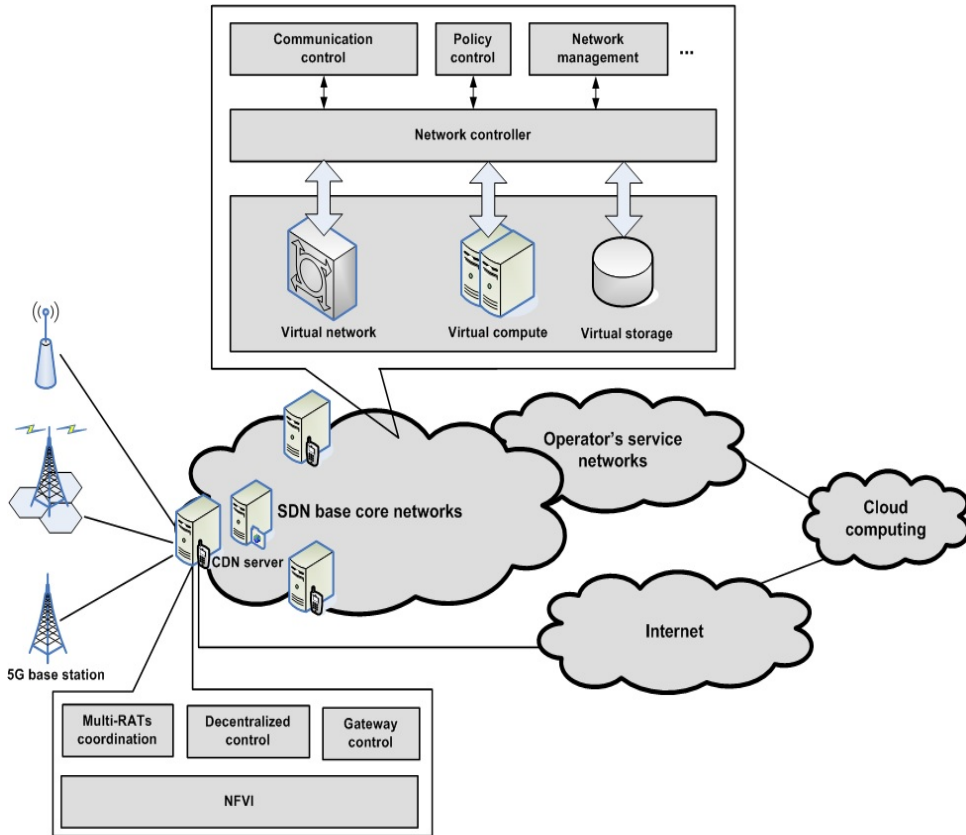 Communication
control
Policy
control
Network
management
...
Network controller
Virtual network
Virtual compute
Virtual storage
Operator's service
networks
SDN base core networks
Cloud
computing
CDN server
Internet
5G base station
Multi-RATs
coordination
Decentralized
control
Gateway
control
NFVI